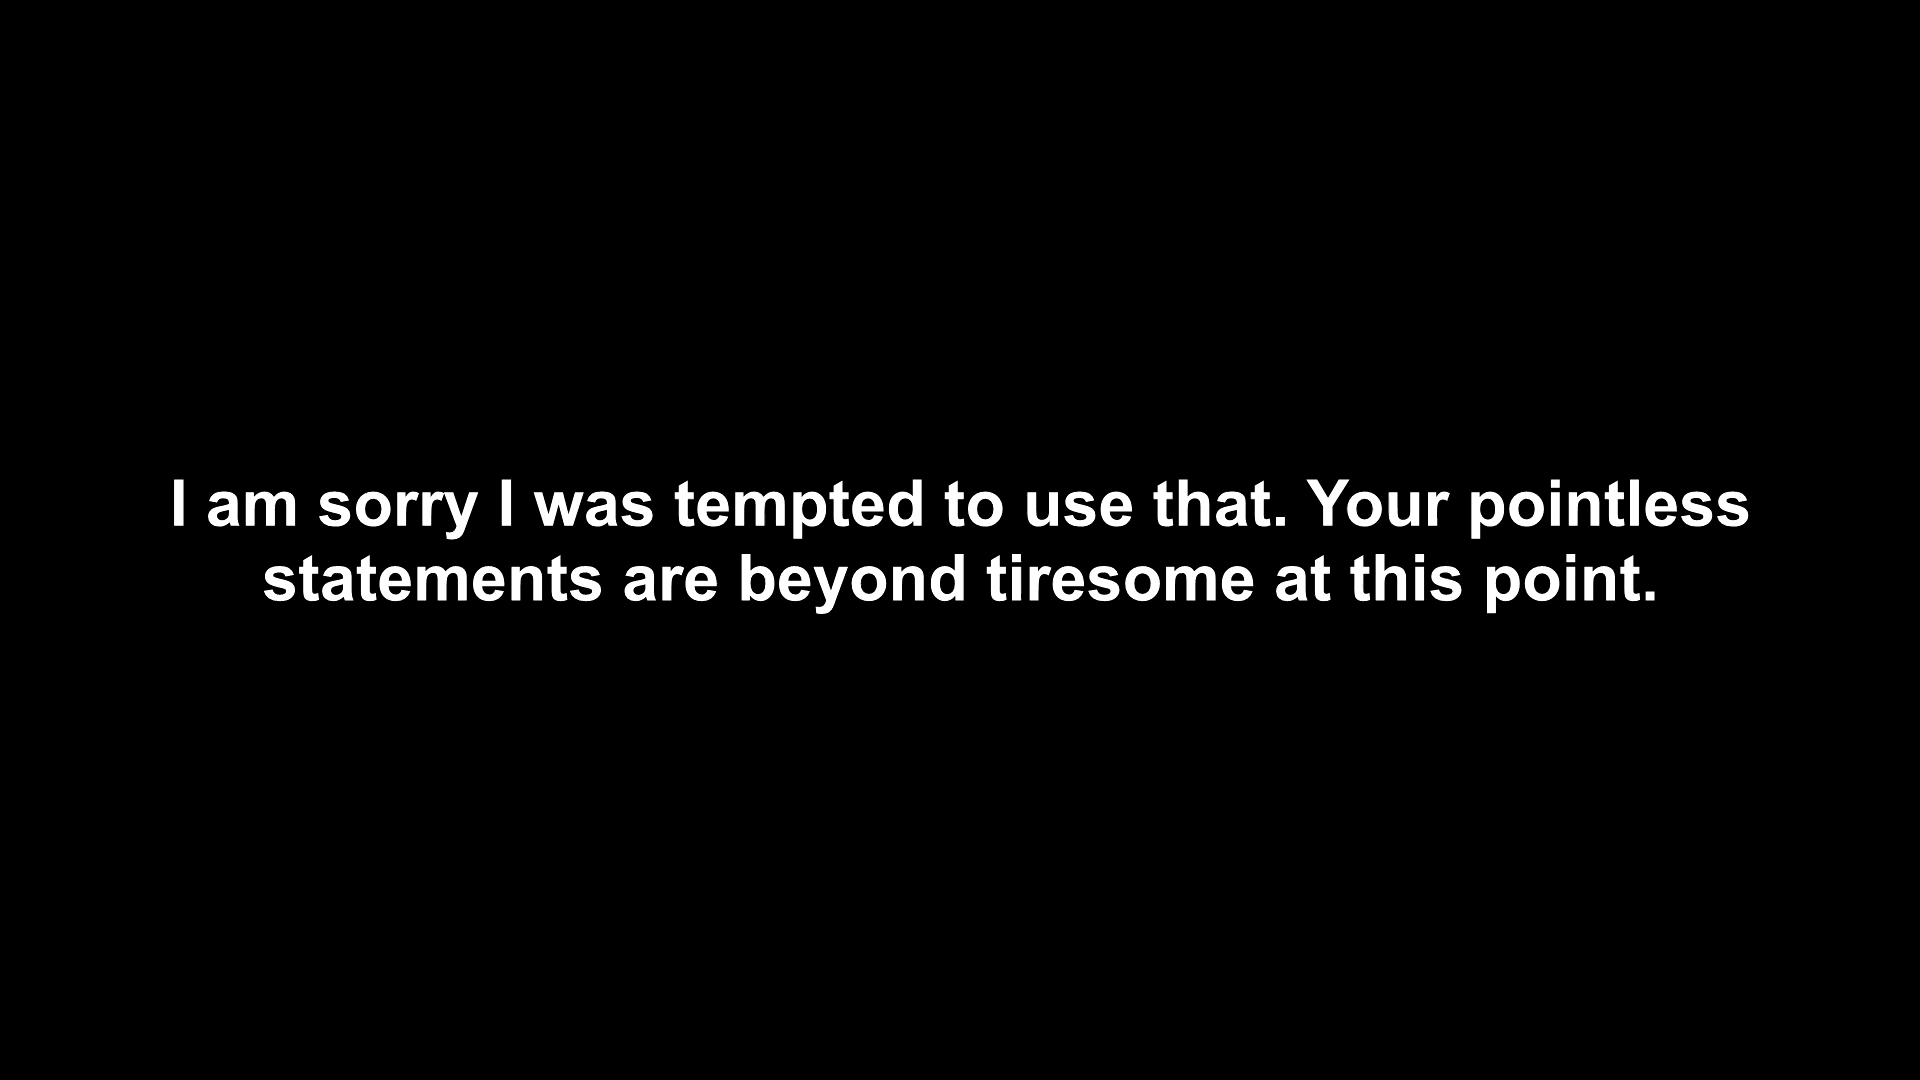 I am sorry I was tempted to use that. Your pointless
statements are beyond tiresome at this point.